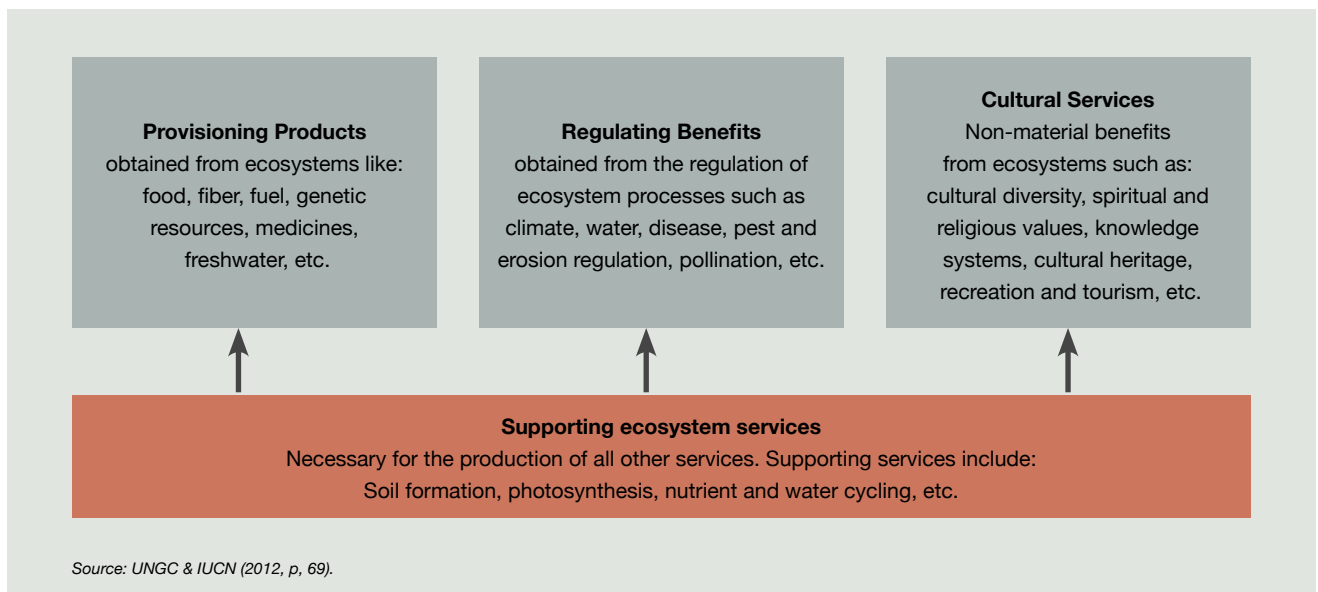 Provisioning Products
obtained from ecosystems like:
food, fiber, fuel, genetic
resources, medicines,
freshwater, etc.
Regulating Benefits
obtained from the regulation of
ecosystem processes such as
climate, water, disease, pest and
erosion regulation, pollination, etc.
Cultural Services
Non-material benefits
from ecosystems such as:
cultural diversity, spiritual and
religious values, knowledge
systems, cultural heritage,
recreation and tourism, etc.
Supporting ecosystem services
Necessary for the production of all other services. Supporting services include:
Soil formation, photosynthesis, nutrient and water cycling, etc.
Source: UNGC & IUCN (2012, p, 69).